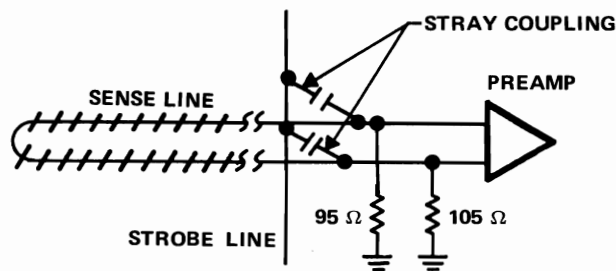 STRAY COUPLING
PREAMP
SENSE LINE
95 Ω
105 Ω
STROBE LINE